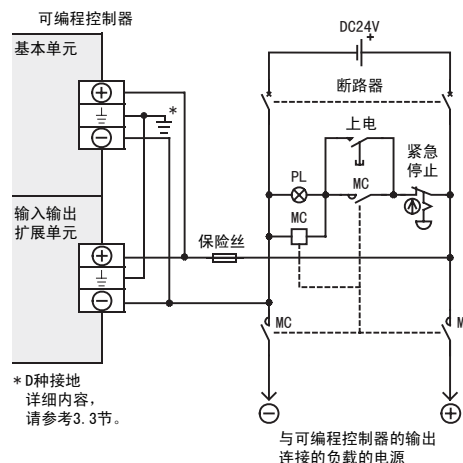 可编程控制器
基本单元
DC24V
+
断路器
*
上电
紧急
停止
PL
MC
MC
输入输出
扩展单元
保险丝
MC
M
*D种接地
详细内容，
请参考3.3节。
与可编程控制器的输出
连接的负载的电源